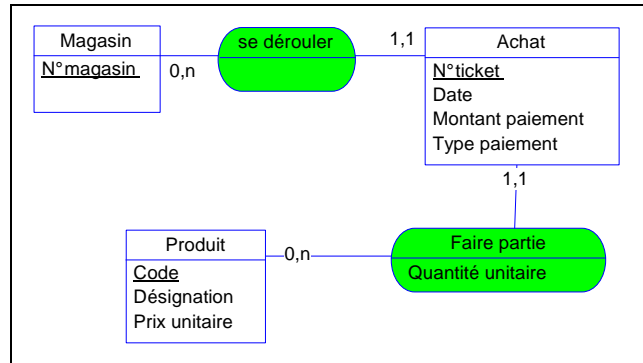 Magasin
N°magasin
0,n
se dérouler
1,1
Achat
N°ticket
Date
Montant paiement
Type paiement
1,1
Produit
Code
Désignation
Prix unitaire
0,n
Faire partie
Quantité unitaire